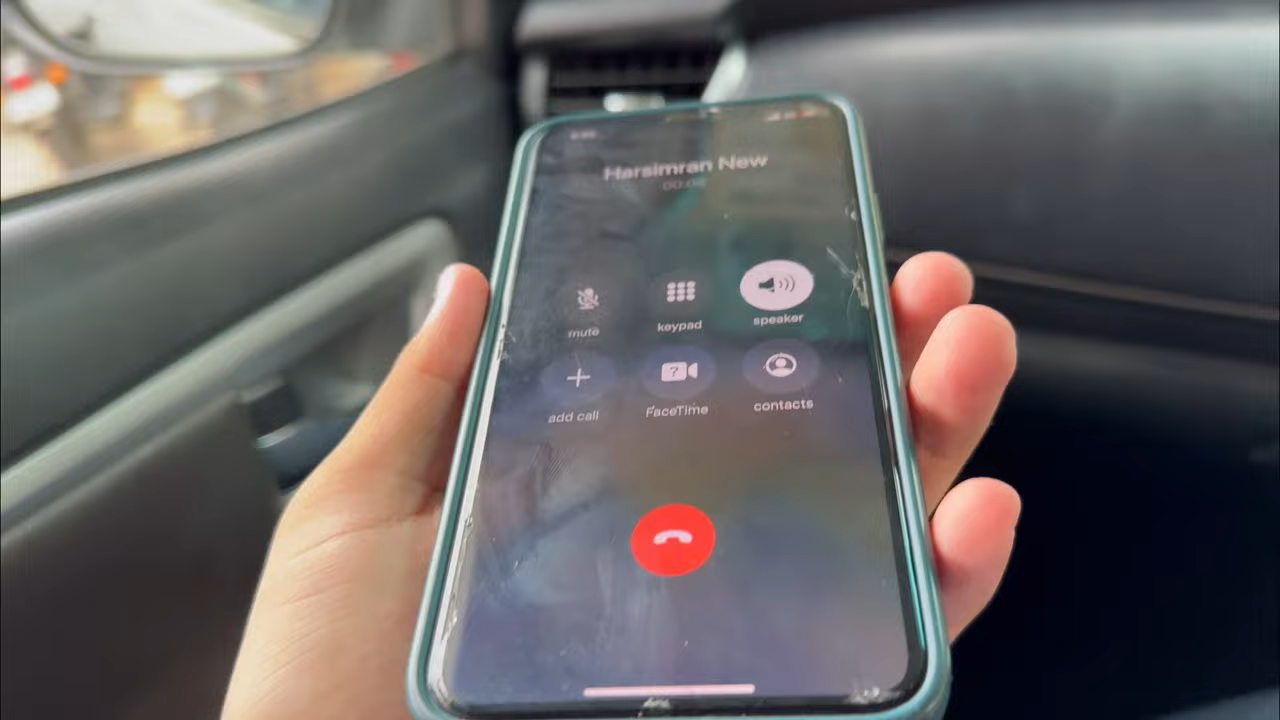 Harsimran New
mute
keypad
speaker
add call
FaceTime
contacts